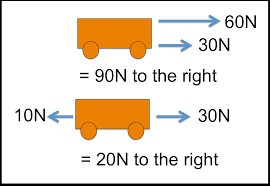 60N
30N
= 90N to the right
10N 30N
= 20N to the right